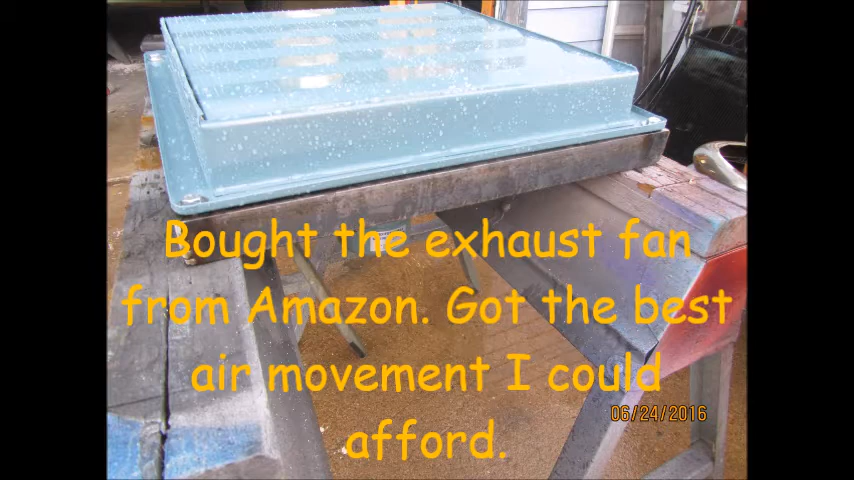 Bought the exhaust fan
from Amazon. Got the best
air movement I could
afford.
06/24/2016